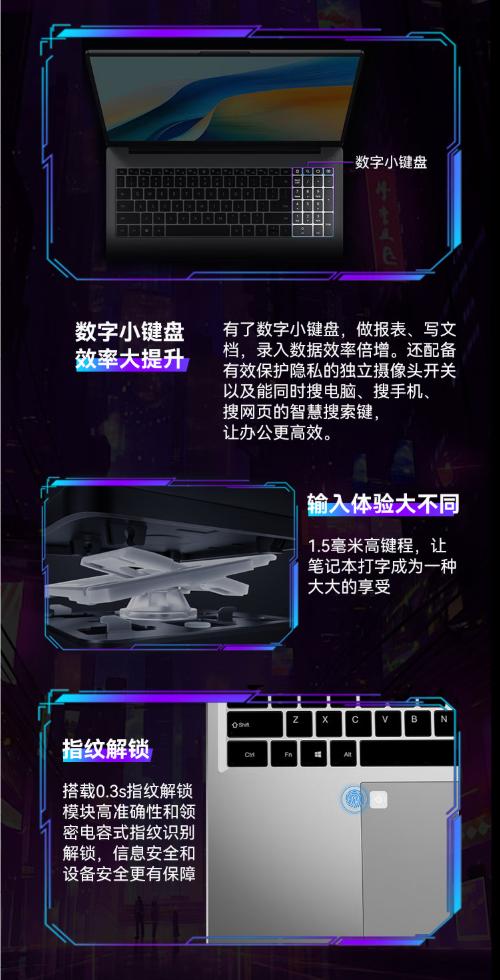 数字小键盘
数字小键盘
效率大提升
有了数字小键盘，做报表、写文
档，录入数据效率倍增。还配备
有效保护隐私的独立摄像头开关
以及能同时搜电脑、搜手机、
搜网页的智慧搜索键，
让办公更高效。
输入体验大不同
1.5毫米高键程，让
笔记本打字成为一种
大大的享受
指纹解锁
搭载0.3s指纹解锁
模块高准确性和领
密电容式指纹识别
解锁，信息安全和
设备安全更有保障
Shift Z X C V B N
Ctrl Fn Alt